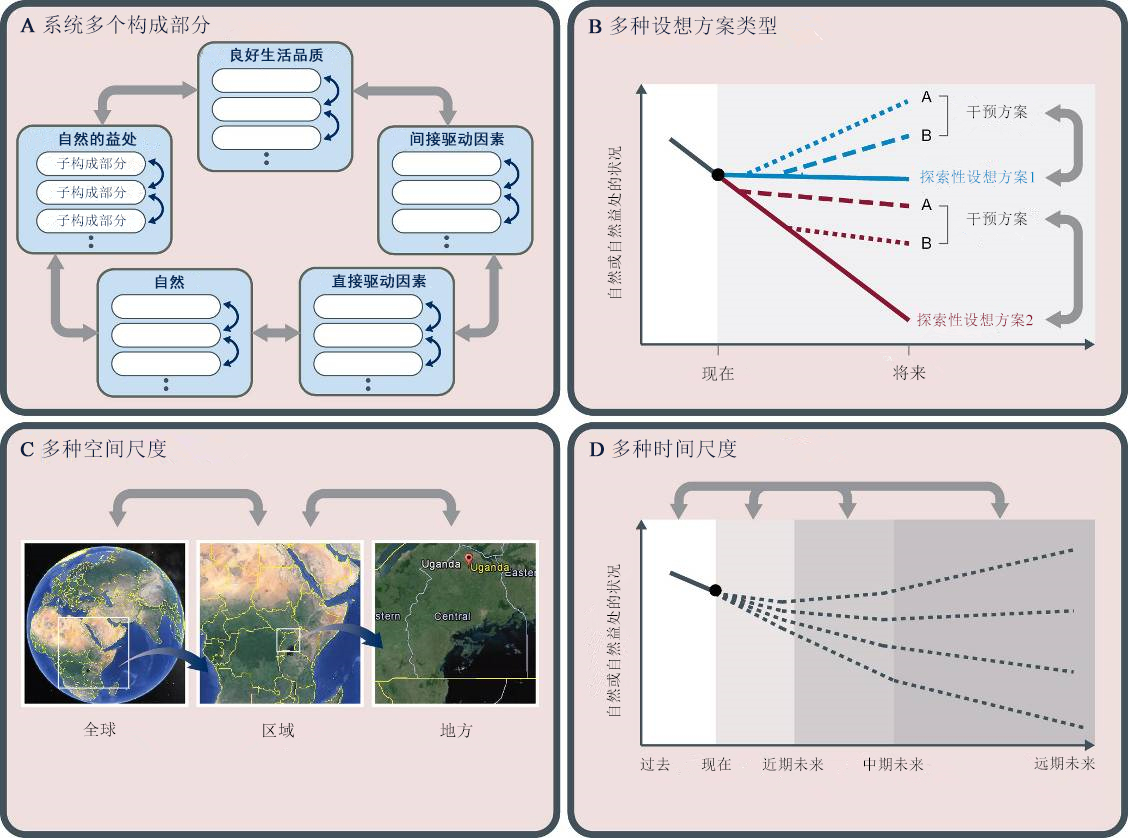 A 系统多个构成部分
良好生活品质
自然的益处
子构成部分
子构成部分
子构成部分
间接驱动因素
自然
直接驱动因素
B 多种设想方案类型
自然或自然益处的状况
A
B
干预方案
探索性设想方案1
A
B
干预方案
探索性设想方案2
现在
将来
C 多种空间尺度
Uganda
Uganda
Easter
stern
Central
全球
区域
地方
D 多种时间尺度
自然或自然益处的状况
过去
现在
近期未来
中期未来
远期未来